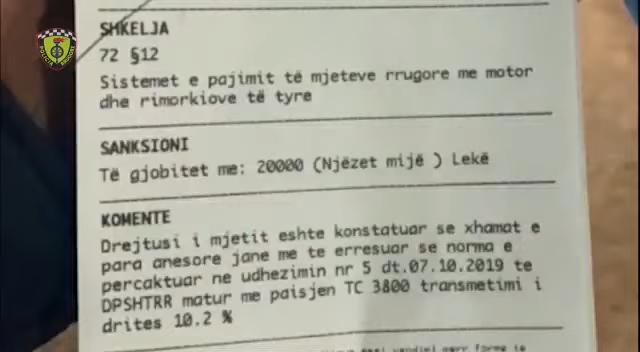 SHKELJA
72 §12
Sistemet e pajimit të mjeteve rrugore me motor
dhe rimorkiove të tyre
SANKSIONI
Të gjobitet me: 20000 (Njëzet mijë ) Lekë
KOMENTE
Drejtusi i mjetit eshte konstatuar se xhamat e
para anesore jane me te erresuar se norma e
percaktuar ne udhezimin nr 5 dt.07.10.2019 te
DPSHTRR matur me paisjen TC 3800 transmetimi i
drites 10.2 %